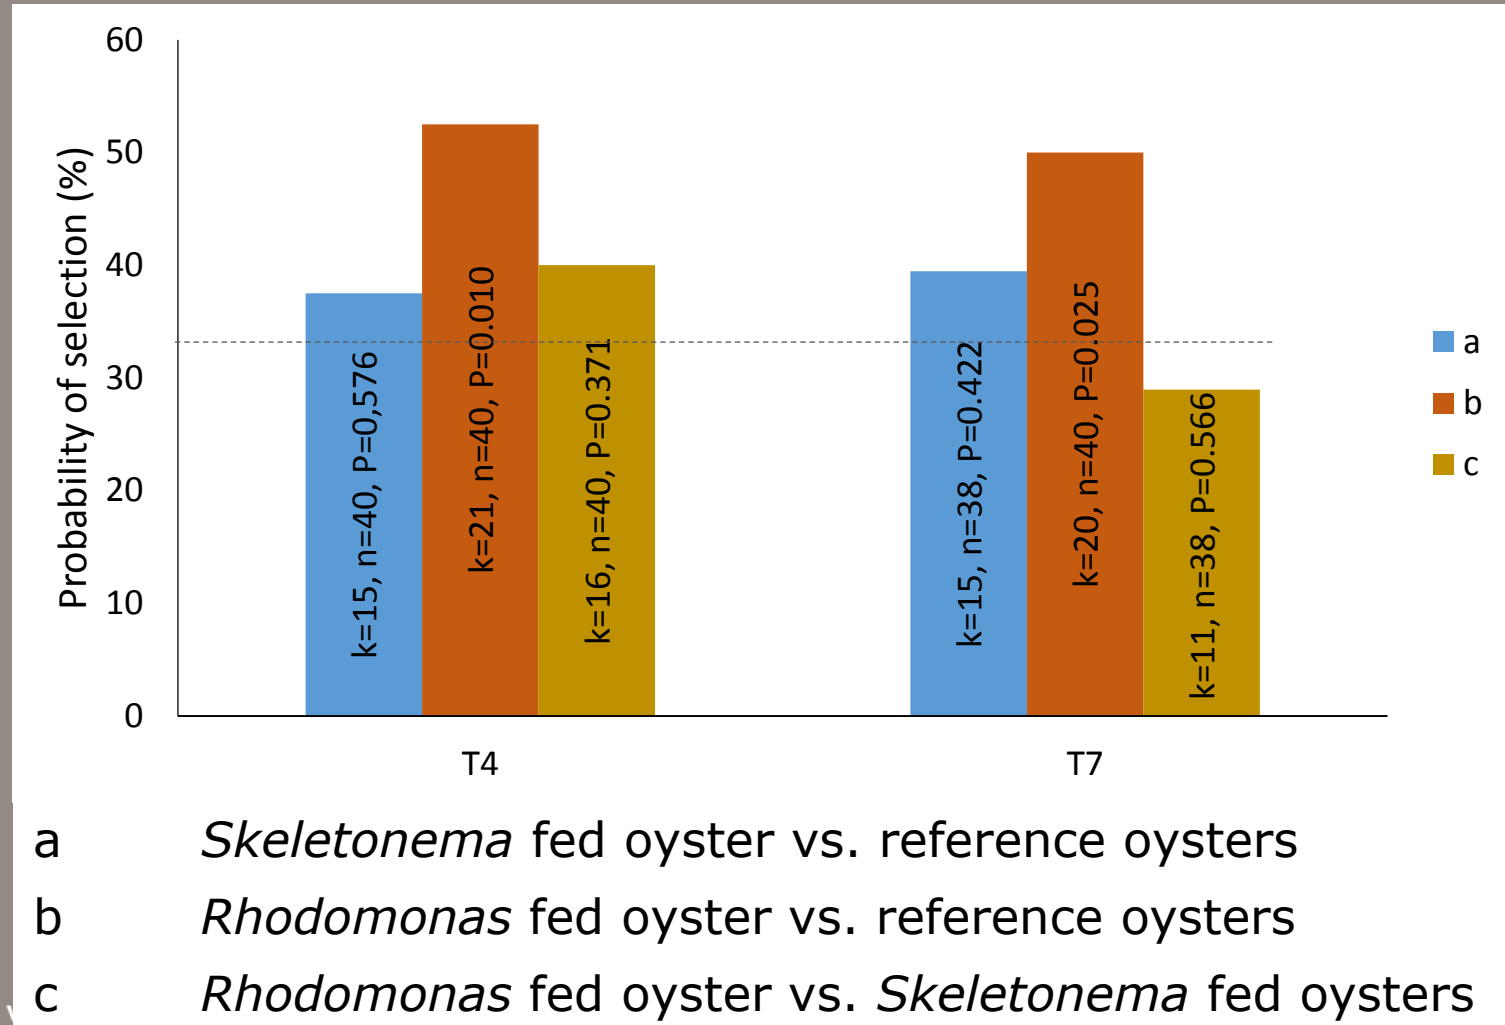 60
50
40
30
20
10
0
Probability of selection (%)
k=15, n=40, P=0,576
k=21, n=40, P=0.010
k=16, n=40, P=0.371
k=15, n=38, P=0.422
k=20, n=40, P=0.025
k=11, n=38, P=0.566
T4 T7
a
b
c
a Skeletonema fed oyster vs. reference oysters
b Rhodomonas fed oyster vs. reference oysters
c Rhodomonas fed oyster vs. Skeletonema fed oysters